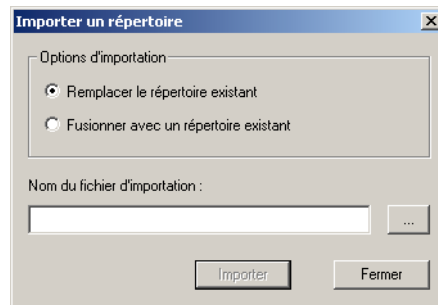 Importer un répertoire
Options d'importation
Remplacer le répertoire existant
Fusionner avec un répertoire existant
Nom du fichier d'importation :
...
Importer
Fermer